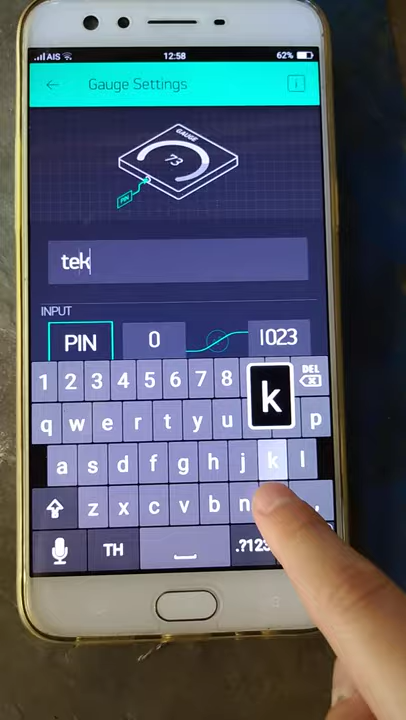 AIS 12:58 62%
Gauge Settings i
GAUGE
73
PIN
tek
INPUT
PIN 0 1023
1 2 3 4 5 6 7 8 DEL
k
q w e r t y u p
a s d f g h j k l
z x c v b n
TH .?123